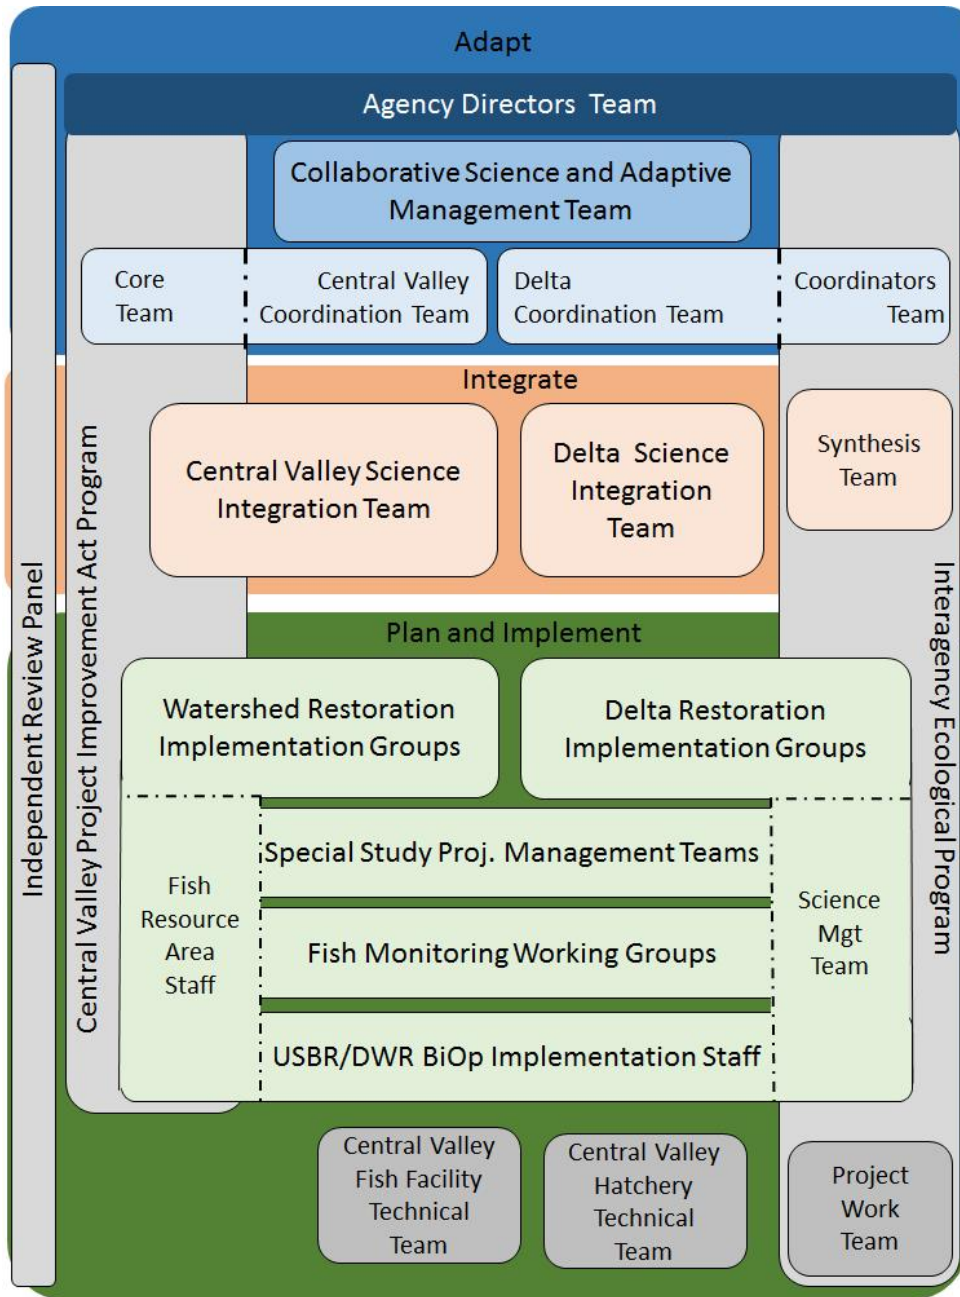 Adapt
Agency Directors Team
Collaborative Science and Adaptive
Management Team
Core
Team
Central Valley
Coordination Team
Delta
Coordination Team
Coordinators
Team
Integrate
Central Valley Science
Integration Team
Delta Science
Integration
Team
Synthesis
Team
Independent Review Panel
Central Valley Project Improvement Act Program
Interagency Ecological Program
Plan and Implement
Watershed Restoration
Implementation Groups
Delta Restoration
Implementation Groups
Special Study Proj. Management Teams
Fish
Resource
Area
Staff
Fish Monitoring Working Groups
Science
Mgt
Team
USBR/DWR BiOp Implementation Staff
Central Valley
Fish Facility
Technical
Team
Central Valley
Hatchery
Technical
Team
Project
Work
Team